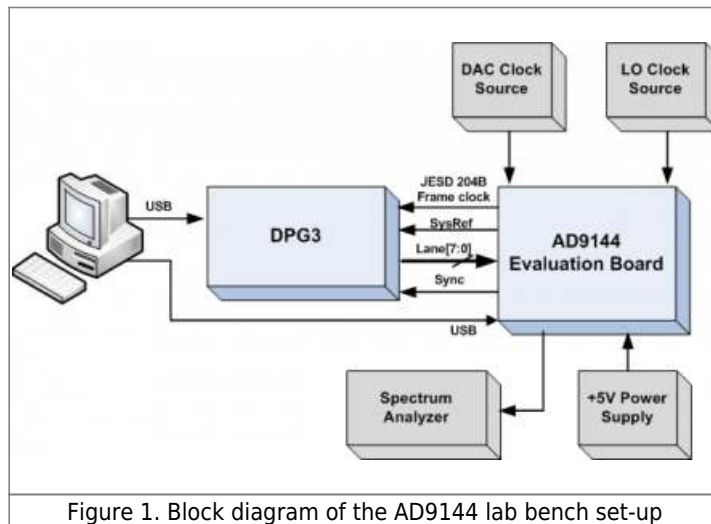 DAC Clock
Source
LO Clock
Source
USB
DPG3
JESD 204B
Frame clock
SysRef
Lane[7:0]
Sync
AD9144
Evaluation Board
USB
Spectrum
Analyzer
+5V Power
Supply
Figure 1. Block diagram of the AD9144 lab bench set-up